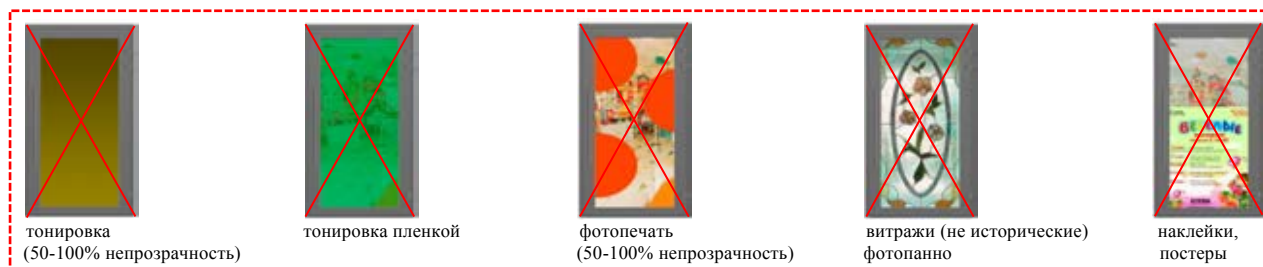 тонировка
(50-100% непрозрачность)
тонировка пленкой
фотопечать
(50-100% непрозрачность)
витражи (не исторические)
фотопанно
наклейки,
постеры